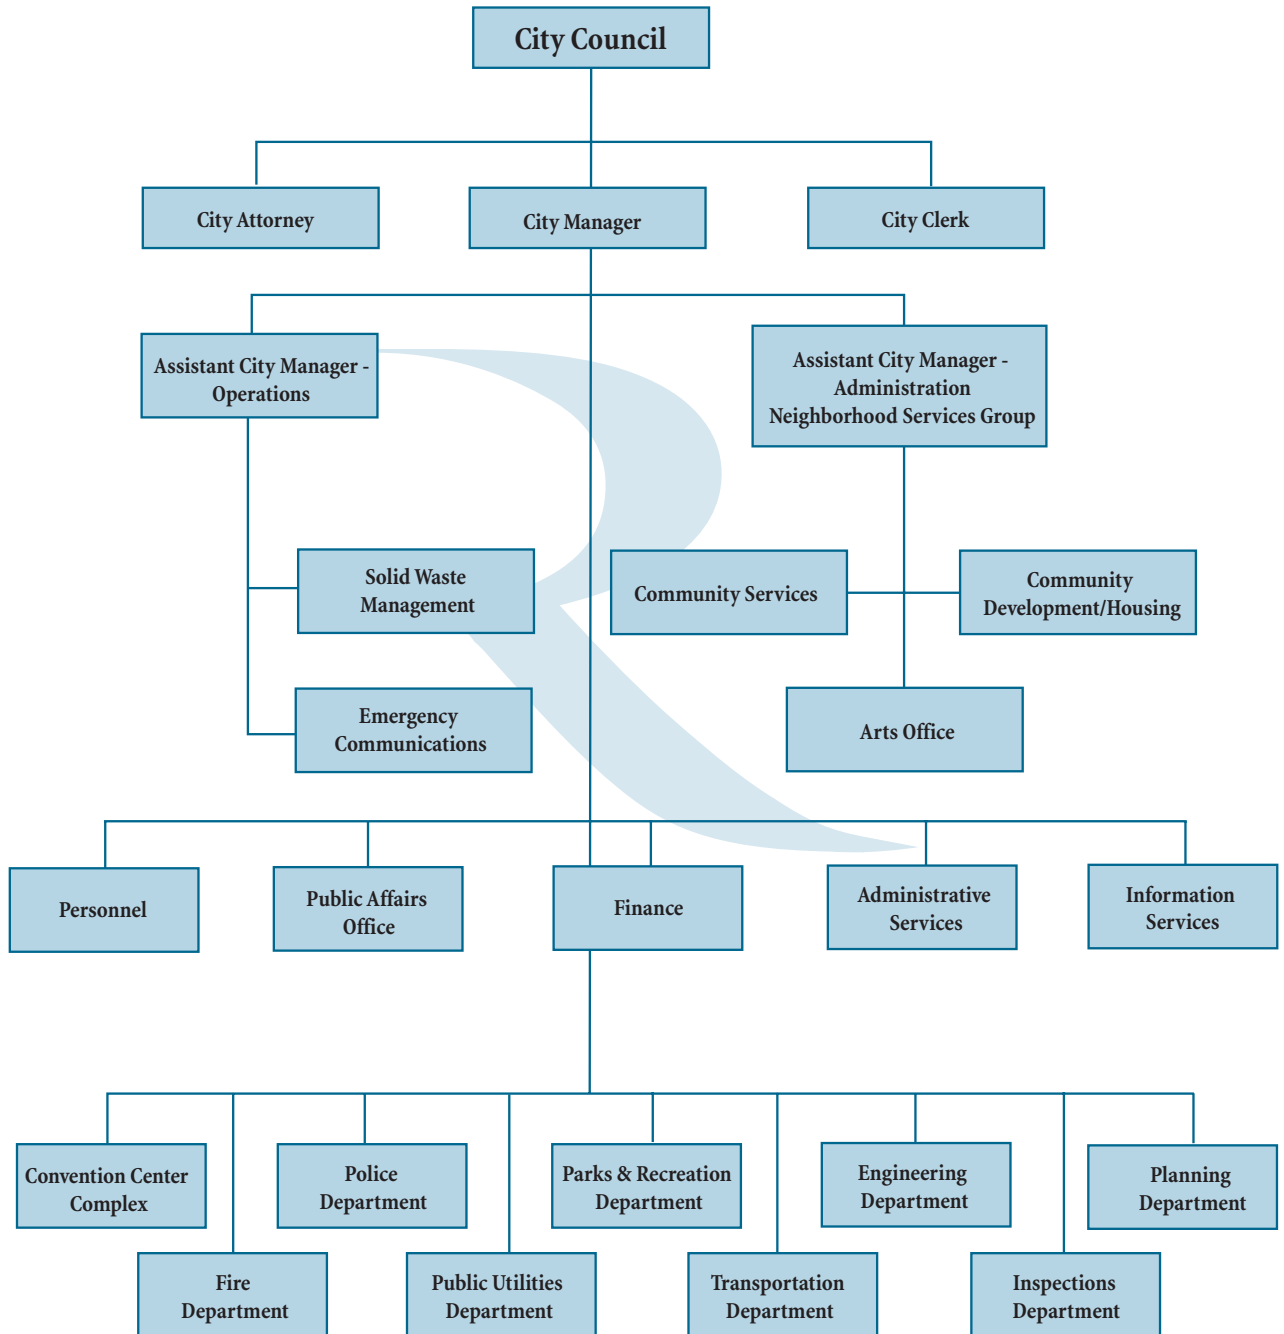 City Council
City Attorney
City Manager
City Clerk
Assistant City Manager -
Operations
Assistant City Manager -
Administration
Neighborhood Services Group
Solid Waste
Management
Community Services
Community
Development/Housing
Emergency
Communications
Arts Office
Personnel
Public Affairs
Office
Finance
Administrative
Services
Information
Services
Convention Center
Complex
Police
Department
Parks & Recreation
Department
Engineering
Department
Planning
Department
Fire
Department
Public Utilities
Department
Transportation
Department
Inspections
Department